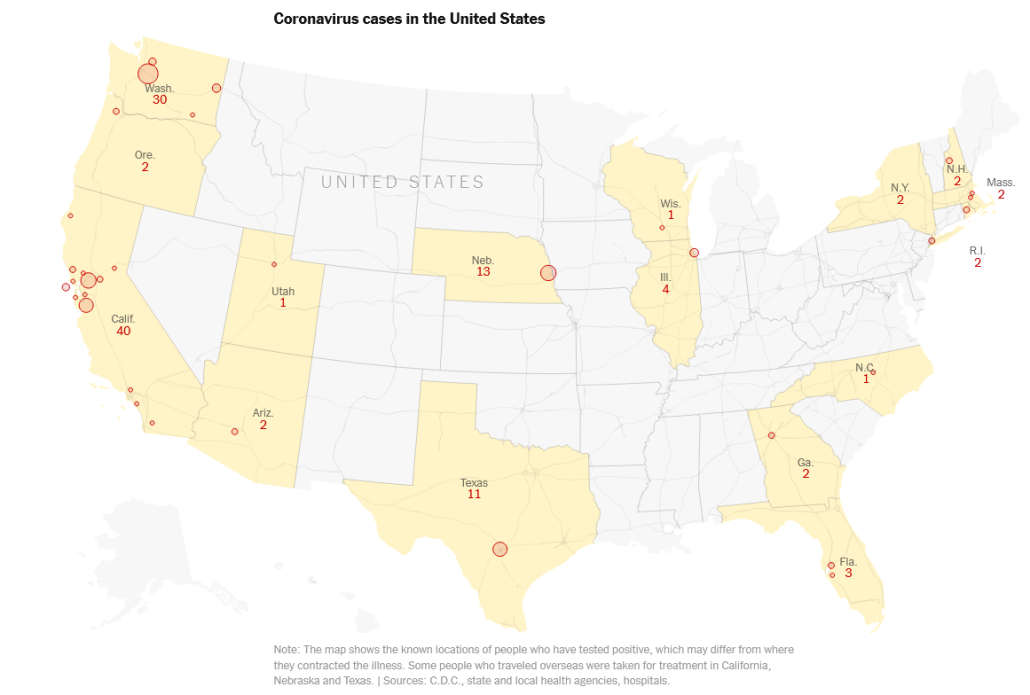 Coronavirus cases in the United States
Wash.
30
Ore.
2
UNITED STATES
N.H.
2
Mass.
2
N.Y.
2
Wis.
1
R.I.
2
Neb.
13
Ill.
4
Utah
1
Calif.
40
N.C.
1
Ariz.
2
Ga.
2
Texas
11
Fla.
3
Note: The map shows the known locations of people who have tested positive, which may differ from where
they contracted the illness. Some people who traveled overseas were taken for treatment in California,
Nebraska and Texas. | Sources: C.D.C., state and local health agencies, hospitals.